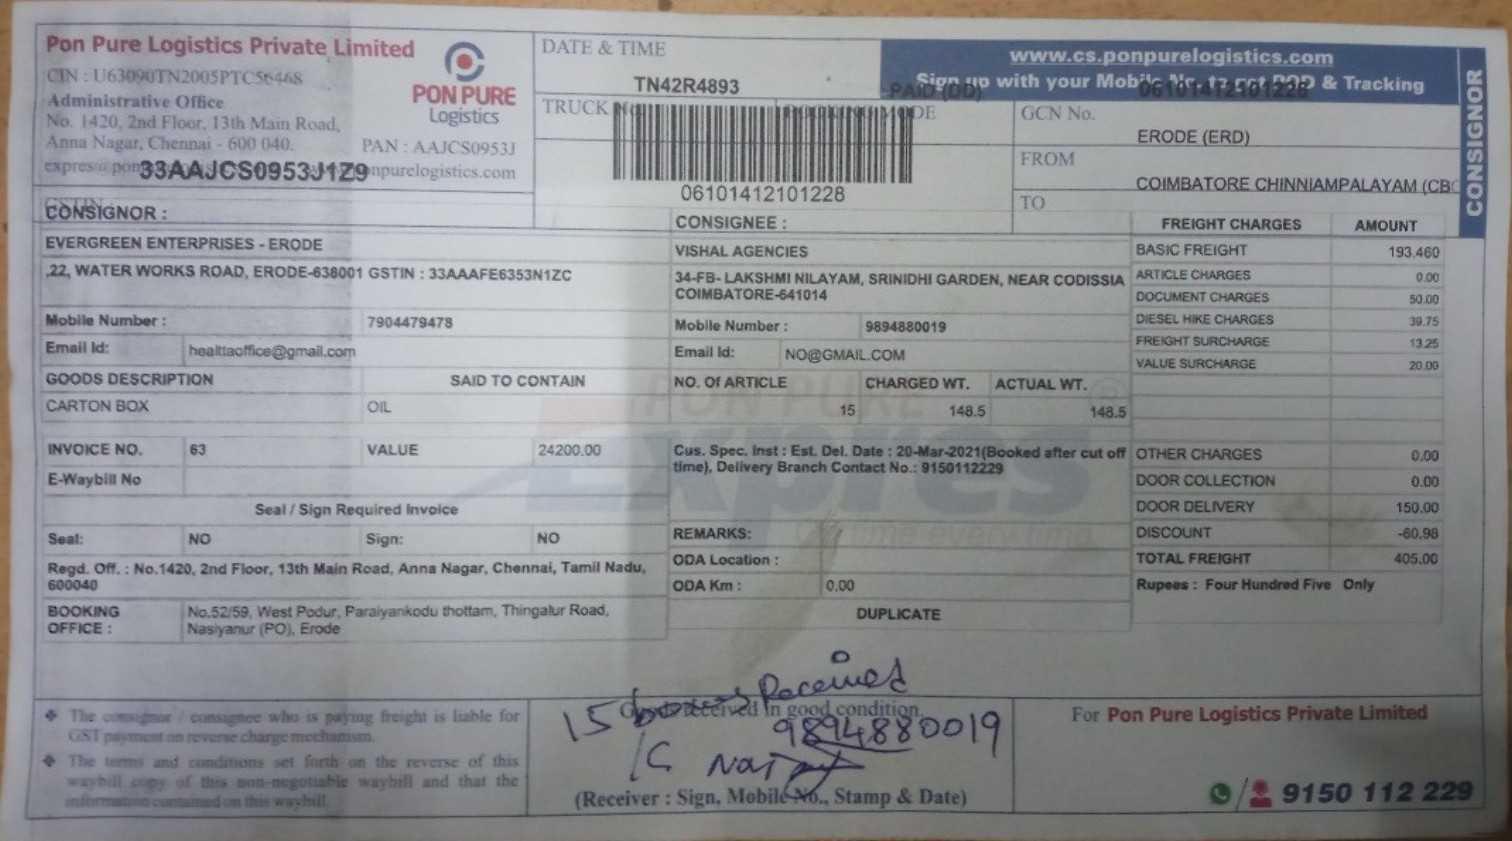 Pon Pure Logistics Private Limited
CIN : U63090TN2005PTC56468
Administrative Office
No. 1420, 2nd Floor, 13th Main Road,
Anna Nagar, Chennai - 600 040.
PAN : AAJCS0953J
33AAJCS0953J1Z9
PON PURE
Logistics
DATE & TIME
TN42R4893
TRUCK No.
BOOKING MODE
PAID (DD)
06101412101228
www.cs.ponpurelogistics.com
Sign up with your Mobile No. to get POD & Tracking
06101412101228
GCN No.
ERODE (ERD)
FROM
COIMBATORE CHINNIAMPALAYAM (CB
TO
CONSIGNOR
CONSIGNOR :
EVERGREEN ENTERPRISES - ERODE
,22, WATER WORKS ROAD, ERODE-638001 GSTIN : 33AAAFE6353N1ZC
Mobile Number : 7904479478
Email Id: healttaoffice@gmail.com
GOODS DESCRIPTION SAID TO CONTAIN
CARTON BOX OIL
INVOICE NO. 63 VALUE 24200.00
E-Waybill No
Seal / Sign Required Invoice
Seal: NO Sign: NO
Regd. Off. : No.1420, 2nd Floor, 13th Main Road, Anna Nagar, Chennai, Tamil Nadu,
600040
BOOKING OFFICE : No.52/59, West Podur, Paraiyankodu thottam, Thingalur Road,
Nasiyanur (PO), Erode
CONSIGNEE :
VISHAL AGENCIES
34-FB- LAKSHMI NILAYAM, SRINIDHI GARDEN, NEAR CODISSIA
COIMBATORE-641014
Mobile Number : 9894880019
Email Id: NO@GMAIL.COM
NO. Of ARTICLE CHARGED WT. ACTUAL WT.
15 148.5 148.5
Cus. Spec. Inst : Est. Del. Date : 20-Mar-2021(Booked after cut off
time), Delivery Branch Contact No.: 9150112229
REMARKS:
ODA Location :
ODA Km : 0.00
DUPLICATE
PON PURE
Expres
On time every time
FREIGHT CHARGES AMOUNT
BASIC FREIGHT 193.460
ARTICLE CHARGES 0.00
DOCUMENT CHARGES 50.00
DIESEL HIKE CHARGES 39.75
FREIGHT SURCHARGE 13.25
VALUE SURCHARGE 20.00
OTHER CHARGES 0.00
DOOR COLLECTION 0.00
DOOR DELIVERY 150.00
DISCOUNT -60.98
TOTAL FREIGHT 405.00
Rupees : Four Hundred Five Only
❖ The consignor / consignee who is paying freight is liable for
GST payment on reverse charge mechanism.
❖ The terms and conditions set forth on the reverse of this
waybill copy of this non-negotiable waybill and that the
information contained on this waybill.
15 boxes Received
received in good condition
9894880019
(Receiver : Sign, Mobile No., Stamp & Date)
For Pon Pure Logistics Private Limited
9150 112 229